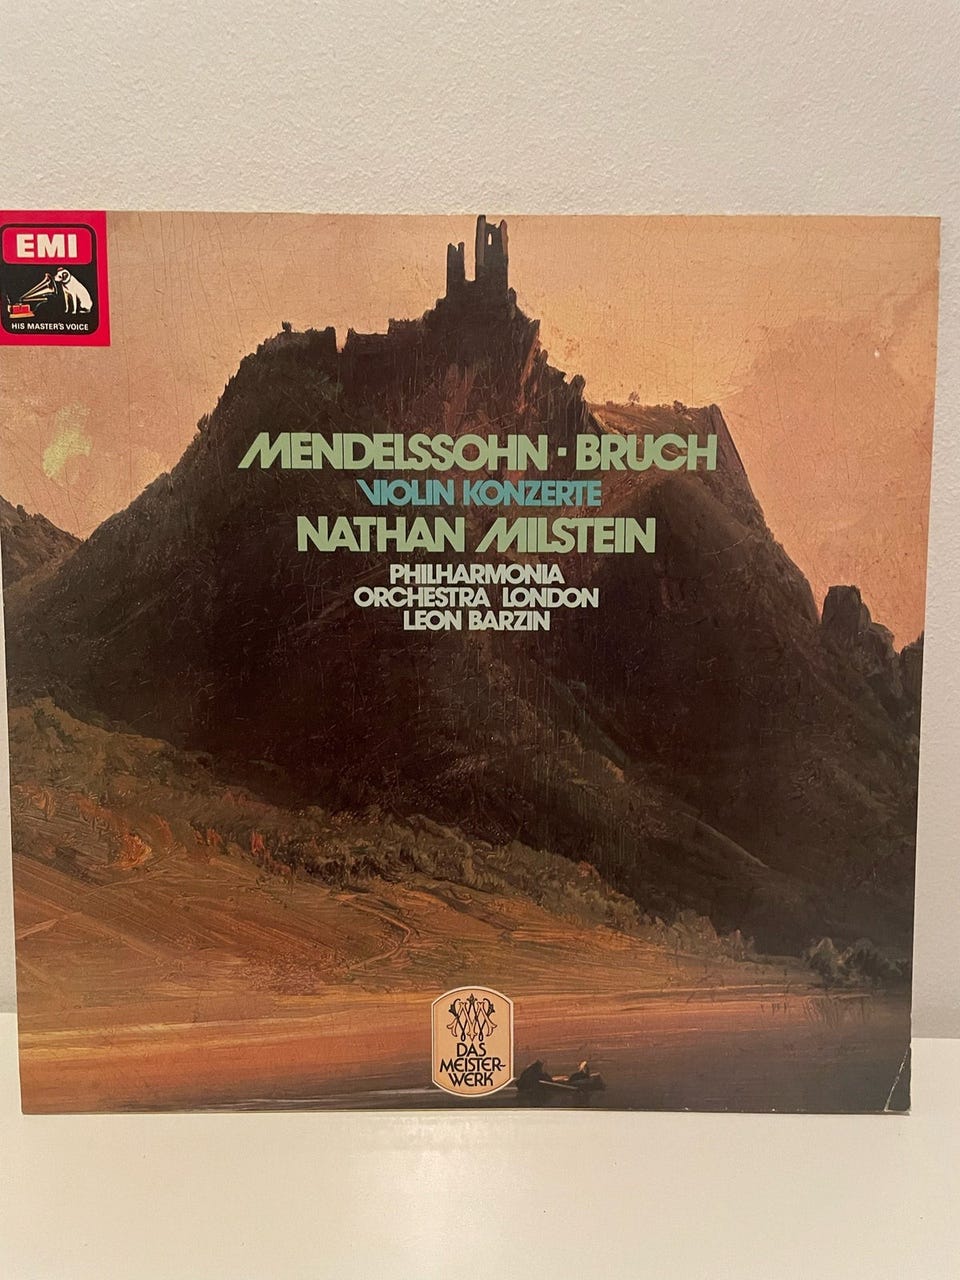 EMI
HIS MASTER'S VOICE
MENDELSSOHN · BRUCH
VIOLIN KONZERTE
NATHAN MILSTEIN
PHILHARMONIA
ORCHESTRA LONDON
LEON BARZIN
DAS
MEISTER-
WERK